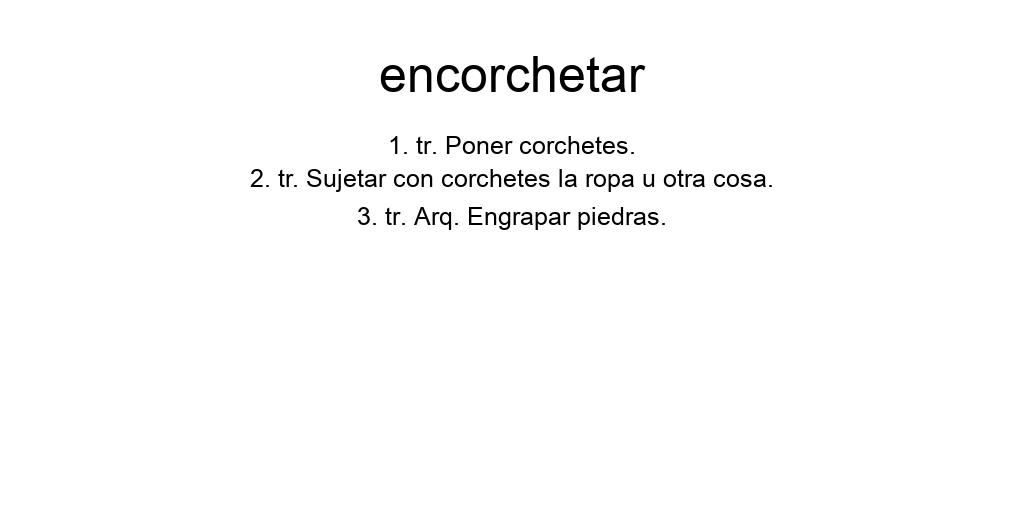 encorchetar
1. tr. Poner corchetes.
2. tr. Sujetar con corchetes la ropa u otra cosa.
3. tr. Arq. Engrapar piedras.